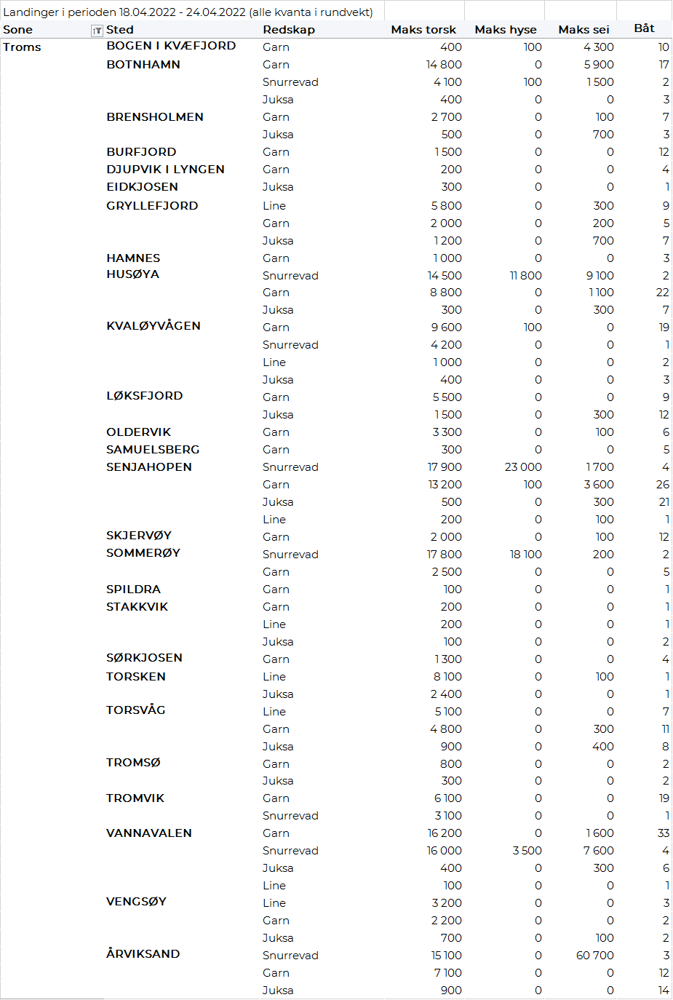 Landinger i perioden 18.04.2022 - 24.04.2022 (alle kvanta i rundvekt)
Sone Sted Redskap Maks torsk Maks hyse Maks sei Båt
Troms BOGEN I KVÆFJORD Garn 400 100 4 300 10
BOTNHAMN Garn 14 800 0 5 900 17
Snurrevad 4 100 100 1 500 2
Juksa 400 0 0 3
BRENSHOLMEN Garn 2 700 0 100 7
Juksa 500 0 700 3
BURFJORD Garn 1 500 0 0 12
DJUPVIK I LYNGEN Garn 200 0 0 4
EIDKJOSEN Juksa 300 0 0 1
GRYLLEFJORD Line 5 800 0 300 9
Garn 2 000 0 200 5
Juksa 1 200 0 700 7
HAMNES Garn 1 000 0 0 3
HUSØYA Snurrevad 14 500 11 800 9 100 2
Garn 8 800 0 1 100 22
Juksa 300 0 300 7
KVALØYVÅGEN Garn 9 600 100 0 19
Snurrevad 4 200 0 0 1
Line 1 000 0 0 2
Juksa 400 0 0 3
LØKSFJORD Garn 5 500 0 0 9
Juksa 1 500 0 300 12
OLDERVIK Garn 3 300 0 100 6
SAMUELSBERG Garn 300 0 0 5
SENJAHOPEN Snurrevad 17 900 23 000 1 700 4
Garn 13 200 100 3 600 26
Juksa 500 0 300 21
Line 200 0 100 1
SKJERVØY Garn 2 000 0 100 12
SOMMERØY Snurrevad 17 800 18 100 200 2
Garn 2 500 0 0 5
SPILDRA Garn 100 0 0 1
STAKKVIK Garn 200 0 0 1
Line 200 0 0 1
Juksa 100 0 0 2
SØRKJOSEN Garn 1 300 0 0 4
TORSKEN Line 8 100 0 100 1
Juksa 2 400 0 0 1
TORSVÅG Line 5 100 0 0 7
Garn 4 800 0 300 11
Juksa 900 0 400 8
TROMSØ Garn 800 0 0 2
Juksa 300 0 0 2
TROMVIK Garn 6 100 0 0 19
Snurrevad 3 100 0 0 1
VANNAVALEN Garn 16 200 0 1 600 33
Snurrevad 16 000 3 500 7 600 4
Juksa 400 0 300 6
Line 100 0 0 1
VENGSØY Line 3 200 0 0 3
Garn 2 200 0 0 2
Juksa 700 0 100 2
ÅRVIKSAND Snurrevad 15 100 0 60 700 3
Garn 7 100 0 0 12
Juksa 900 0 0 14